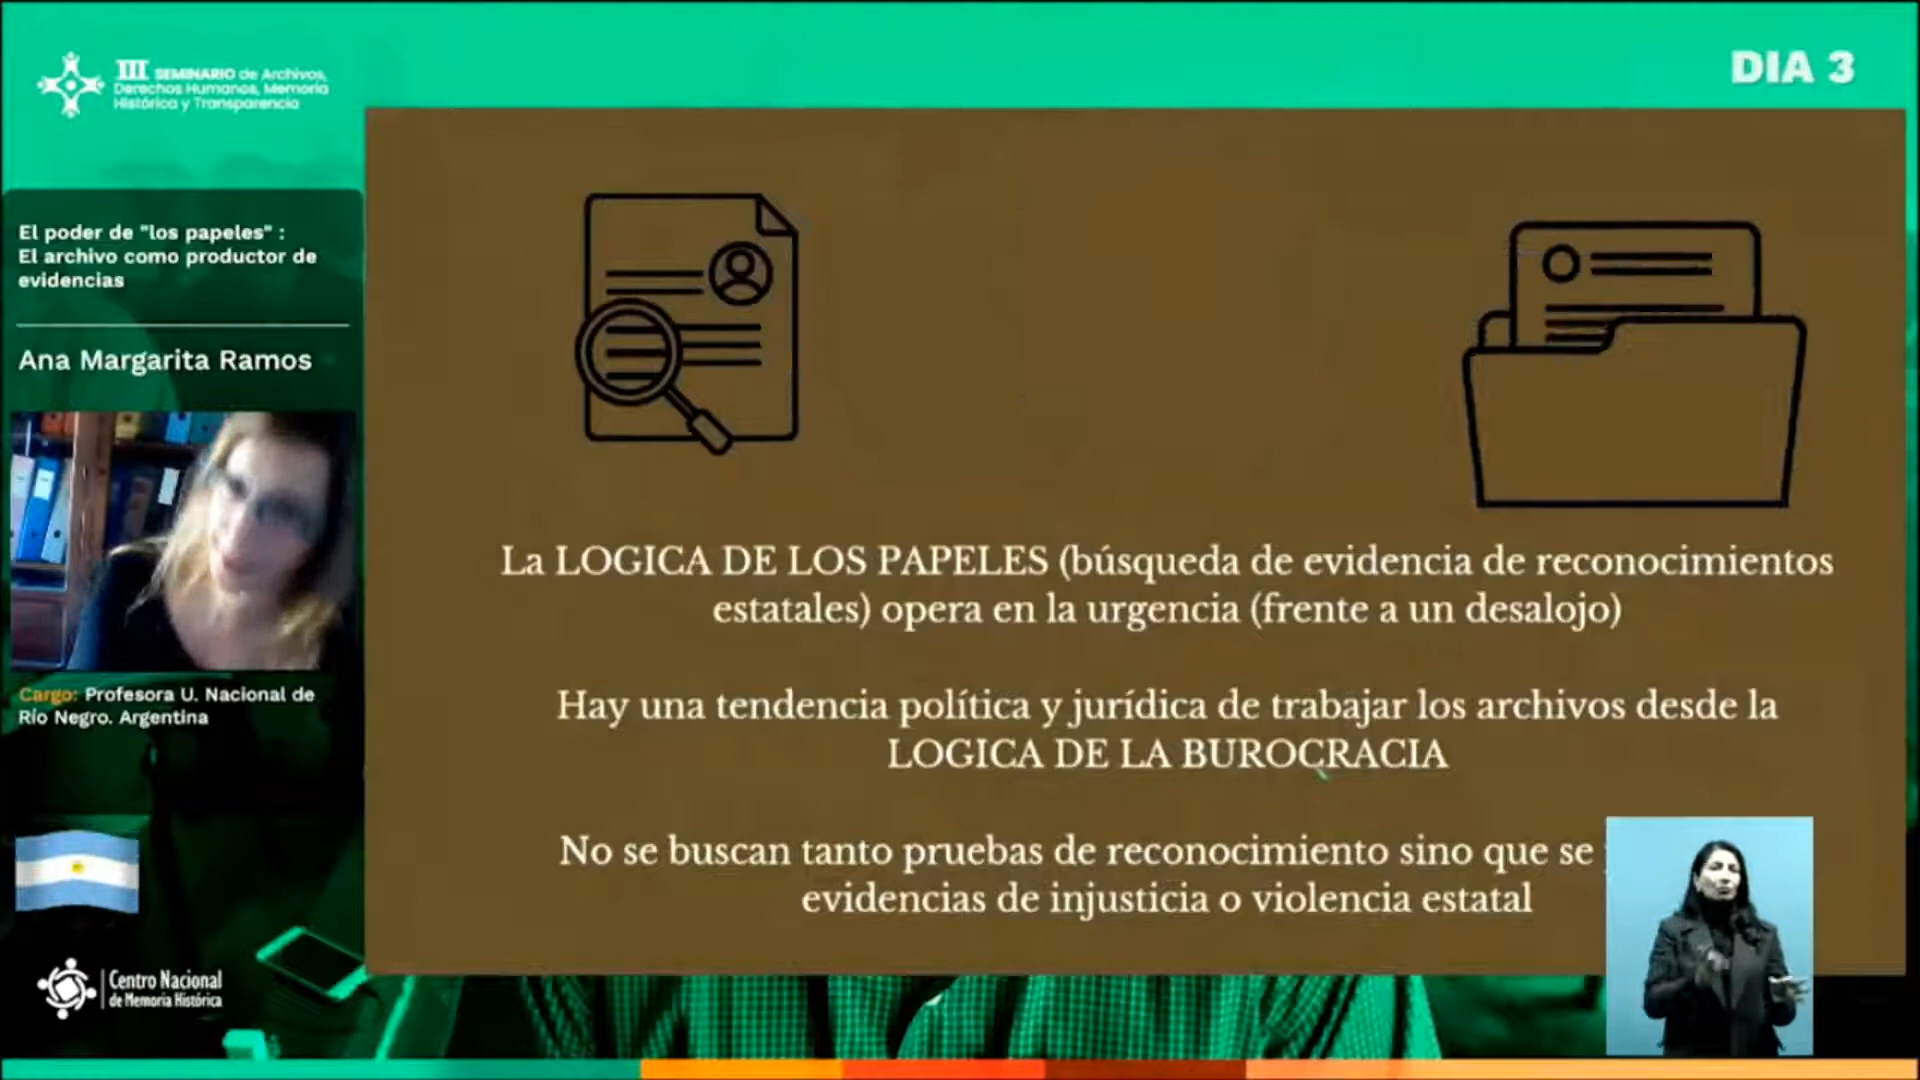 III SEMINARIO de Archivos,
Derechos Humanos, Memoria
Histórica y Transparencia
DIA 3
El poder de "los papeles" :
El archivo como productor de
evidencias
Ana Margarita Ramos
Cargo: Profesora U. Nacional de
Río Negro. Argentina
Centro Nacional
de Memoria Histórica
La LOGICA DE LOS PAPELES (búsqueda de evidencia de reconocimientos
estatales) opera en la urgencia (frente a un desalojo)
Hay una tendencia política y jurídica de trabajar los archivos desde la
LOGICA DE LA BUROCRACIA
No se buscan tanto pruebas de reconocimiento sino que se
evidencias de injusticia o violencia estatal